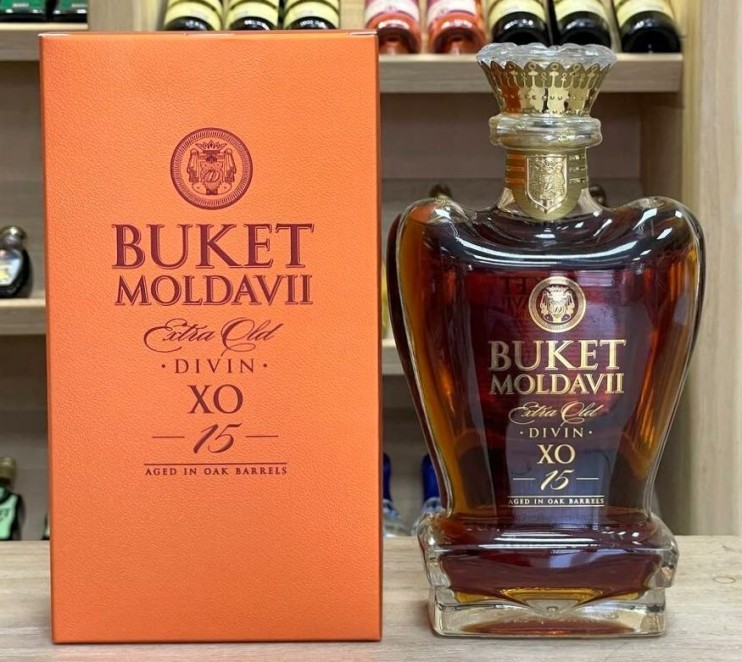 BUKET
MOLDAVII
Extra Old
· DIVIN ·
XO
15
AGED IN OAK BARRELS
BUKET
MOLDAVII
Extra Old
· DIVIN ·
XO
15
AGED IN OAK BARRELS